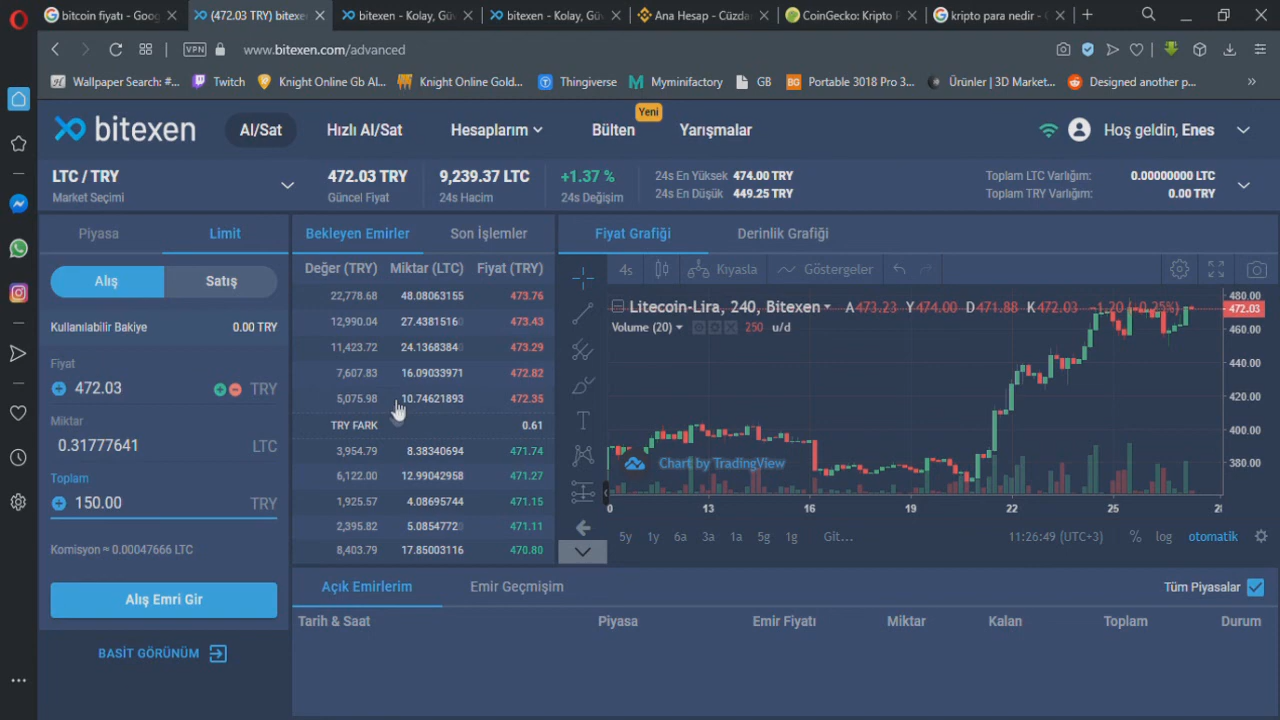 bitcoin fiyatı - Goog
(472.03 TRY) bitexe
bitexen - Kolay, Güv
bitexen - Kolay, Güv
Ana Hesap - Cüzda
CoinGecko: Kripto P
kripto para nedir - G
www.bitexen.com/advanced
VPN
Wallpaper Search: #...
Twitch
Knight Online Gb Al...
Knight Online Gold...
Thingiverse
Myminifactory
GB
Portable 3018 Pro 3...
Ürünler | 3D Market...
Designed another p...
bitexen
Al/Sat
Hızlı Al/Sat
Hesaplarım
Bülten
Yeni
Yarışmalar
Hoş geldin, Enes
LTC / TRY
Market Seçimi
472.03 TRY
Güncel Fiyat
9,239.37 LTC
24s Hacim
+1.37 %
24s Değişim
24s En Yüksek 474.00 TRY
24s En Düşük 449.25 TRY
Toplam LTC Varlığım: 0.00000000 LTC
Toplam TRY Varlığım: 0.00 TRY
Piyasa
Limit
Alış
Satış
Kullanılabilir Bakiye 0.00 TRY
Fiyat
472.03 TRY
Miktar
0.31777641 LTC
Toplam
150.00 TRY
Komisyon ≈ 0.00047666 LTC
Alış Emri Gir
BASİT GÖRÜNÜM
Bekleyen Emirler
Son İşlemler
Değer (TRY) Miktar (LTC) Fiyat (TRY)
22,778.68 48.08063155 473.76
12,990.04 27.43815160 473.43
11,423.72 24.13683840 473.29
7,607.83 16.09033971 472.82
5,075.98 10.74621893 472.35
TRY FARK 0.61
3,954.79 8.38340694 471.74
6,122.00 12.99042958 471.27
1,925.57 4.08695744 471.15
2,395.82 5.08547720 471.11
8,403.79 17.85003116 470.80
Fiyat Grafiği
Derinlik Grafiği
4s
Kıyasla
Göstergeler
Litecoin-Lira, 240, Bitexen
A473.23 Y474.00 D471.88 K472.03 -1.20 (-0.25%)
Volume (20) 250 u/d
480.00
472.03
460.00
440.00
420.00
400.00
380.00
Chart by TradingView
0 13 16 19 22 25 28
5y 1y 6a 3a 1a 5g 1g Git...
11:26:49 (UTC+3)
% log otomatik
Açık Emirlerim
Emir Geçmişim
Tüm Piyasalar
Tarih & Saat Piyasa Emir Fiyatı Miktar Kalan Toplam Durum